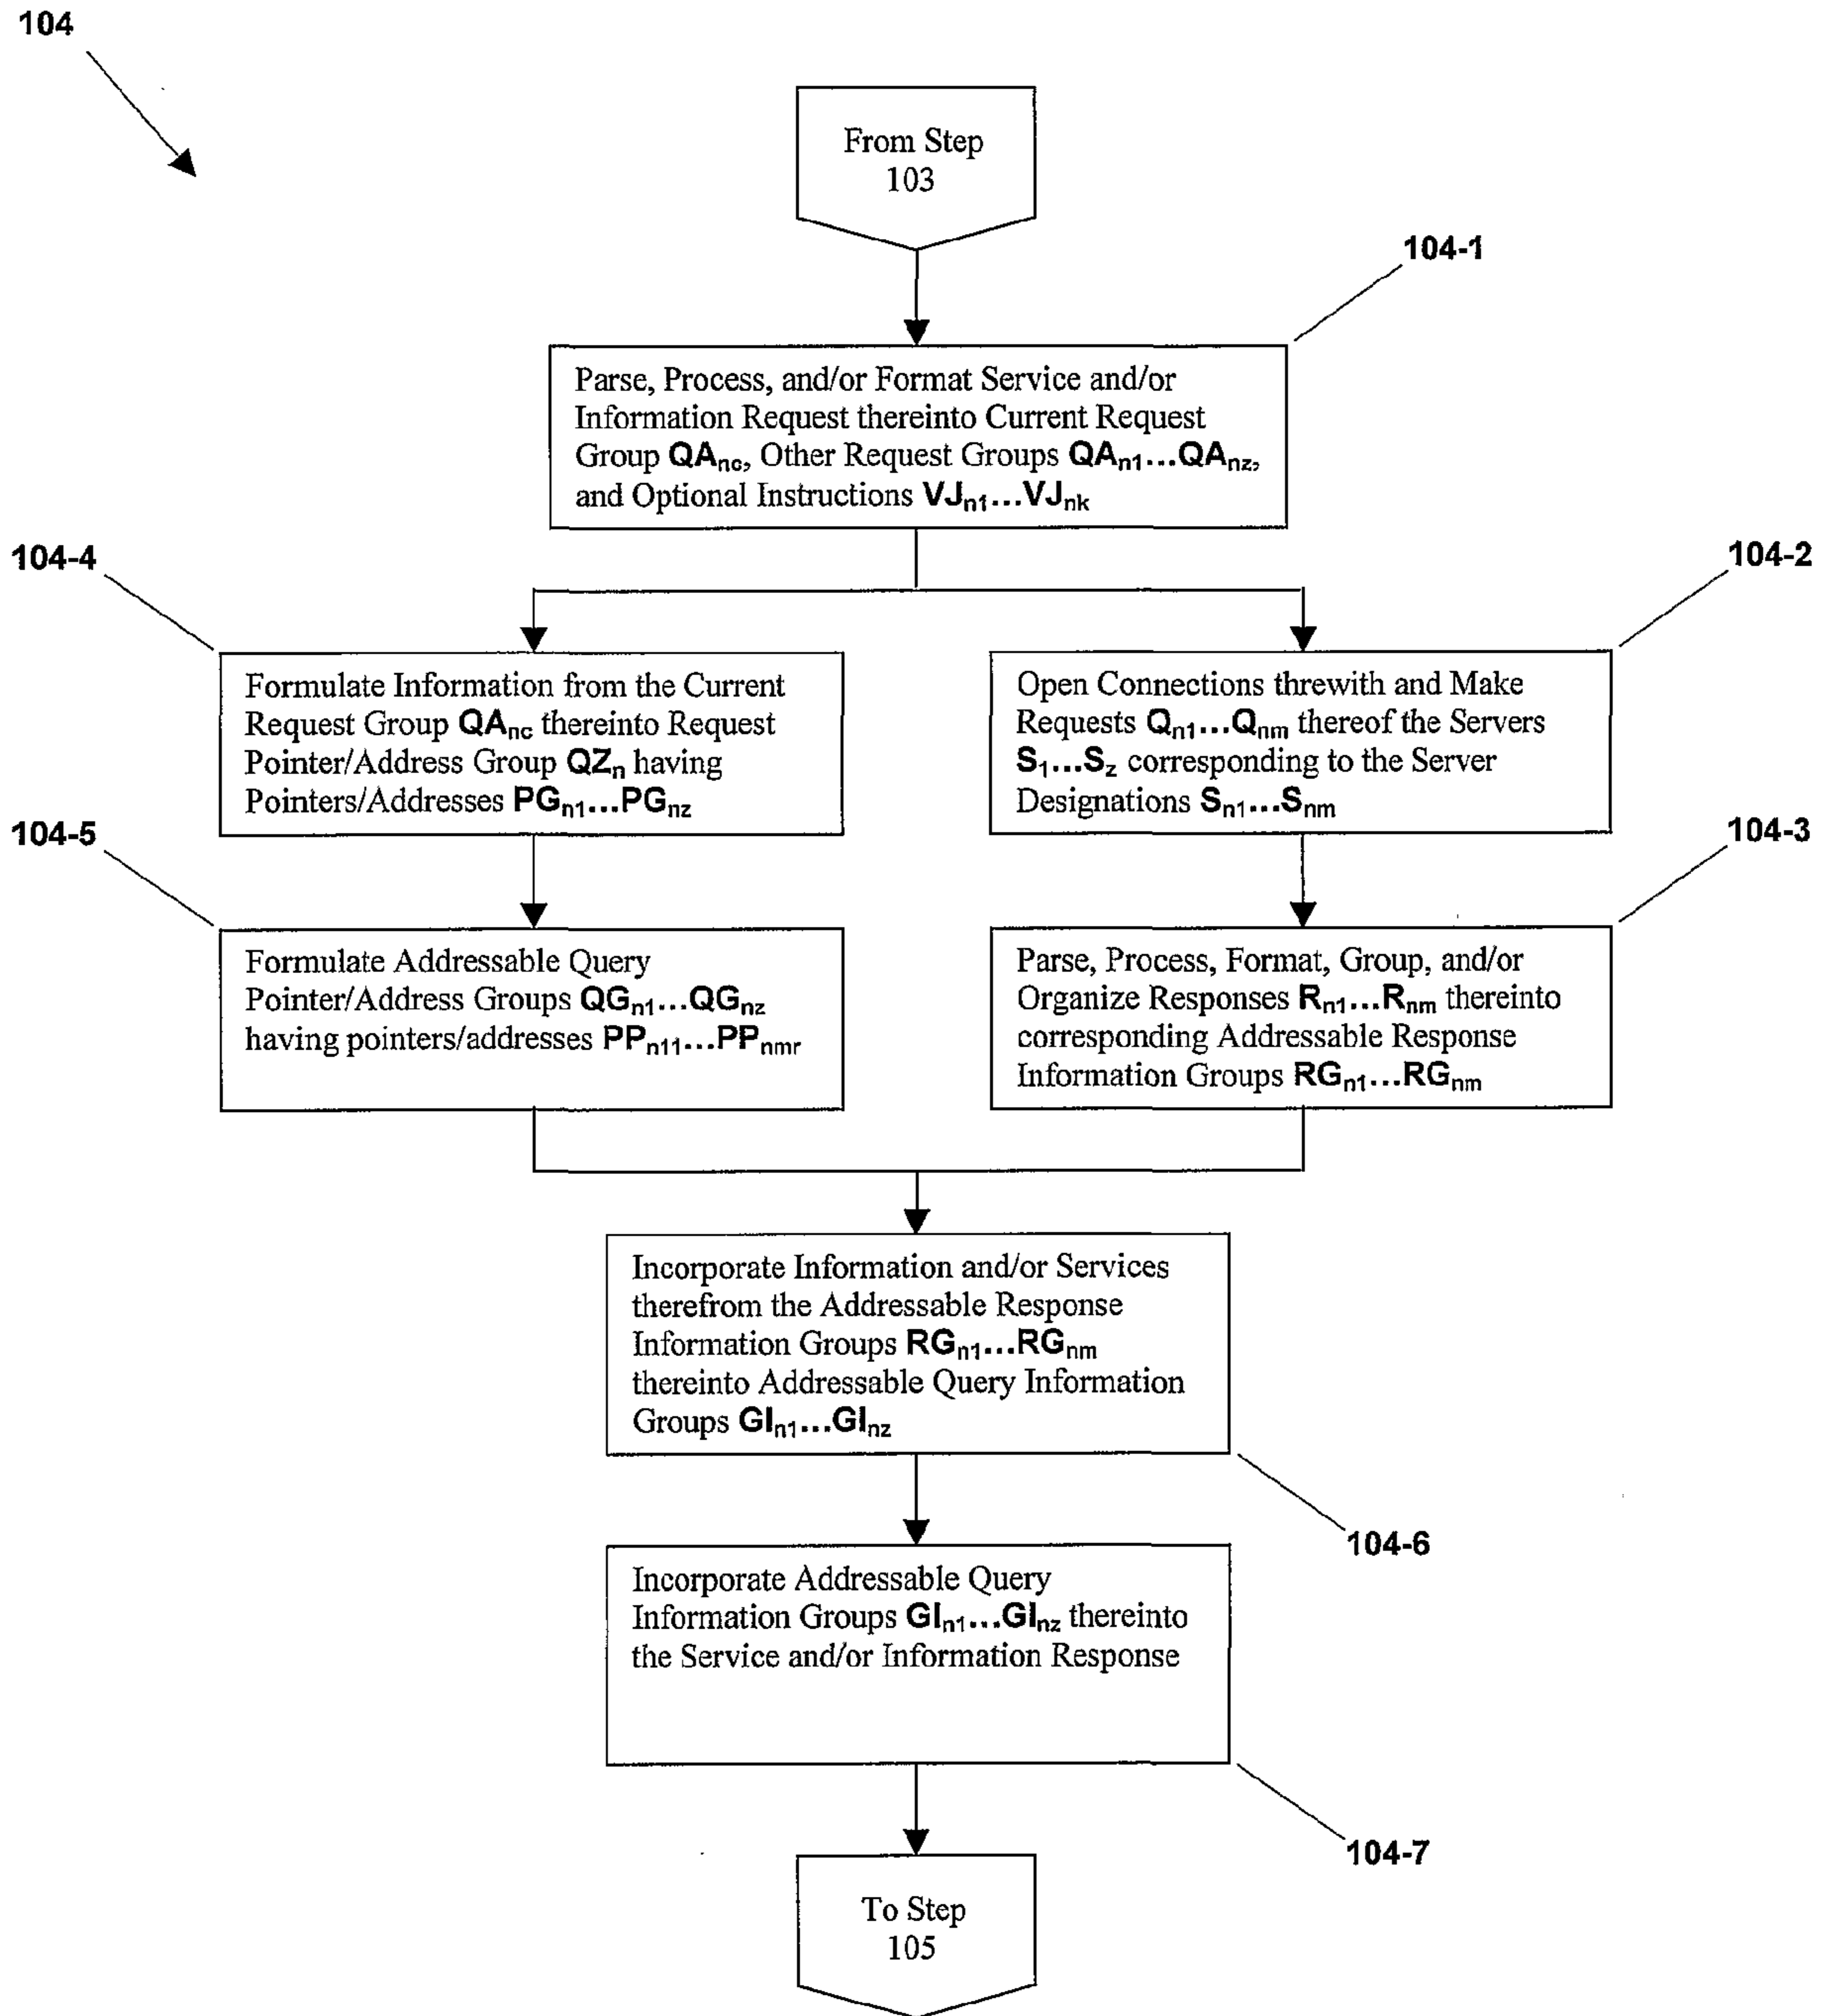 104
From Step
103
104-1
Parse, Process, and/or Format Service and/or
Information Request thereinto Current Request
Group QAnc, Other Request Groups QAn1...QAnz,
and Optional Instructions VJn1...VJnk
104-4
104-2
Formulate Information from the Current
Request Group QAnc thereinto Request
Pointer/Address Group QZn having
Pointers/Addresses PGn1...PGnz
Open Connections threwith and Make
Requests Qn1...Qnm thereof the Servers
S1...Sz corresponding to the Server
Designations Sn1...Snm
104-5
104-3
Formulate Addressable Query
Pointer/Address Groups QGn1...QGnz
having pointers/addresses PPn11...PPnmr
Parse, Process, Format, Group, and/or
Organize Responses Rn1...Rnm thereinto
corresponding Addressable Response
Information Groups RGn1...RGnm
Incorporate Information and/or Services
therefrom the Addressable Response
Information Groups RGn1...RGnm
thereinto Addressable Query Information
Groups GIn1...GInz
104-6
Incorporate Addressable Query
Information Groups GIn1...GInz thereinto
the Service and/or Information Response
104-7
To Step
105